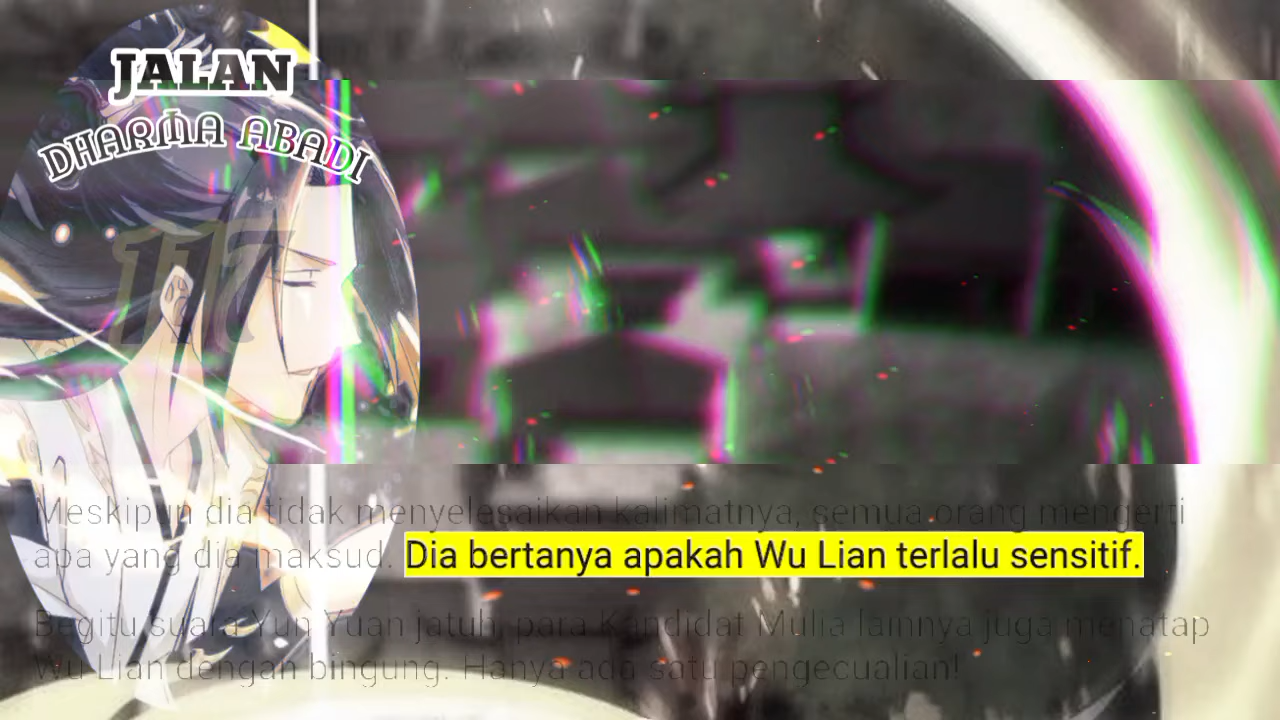 JALAN
DHARMA ABADI
117
Meskipun dia tidak menyelesaikan kalimatnya, semua orang mengerti
apa yang dia maksud. Dia bertanya apakah Wu Lian terlalu sensitif.
Begitu suara Yun Yuan jatuh, para Kandidat Mulia lainnya juga menatap
Wu Lian dengan bingung. Hanya ada satu pengecualian!